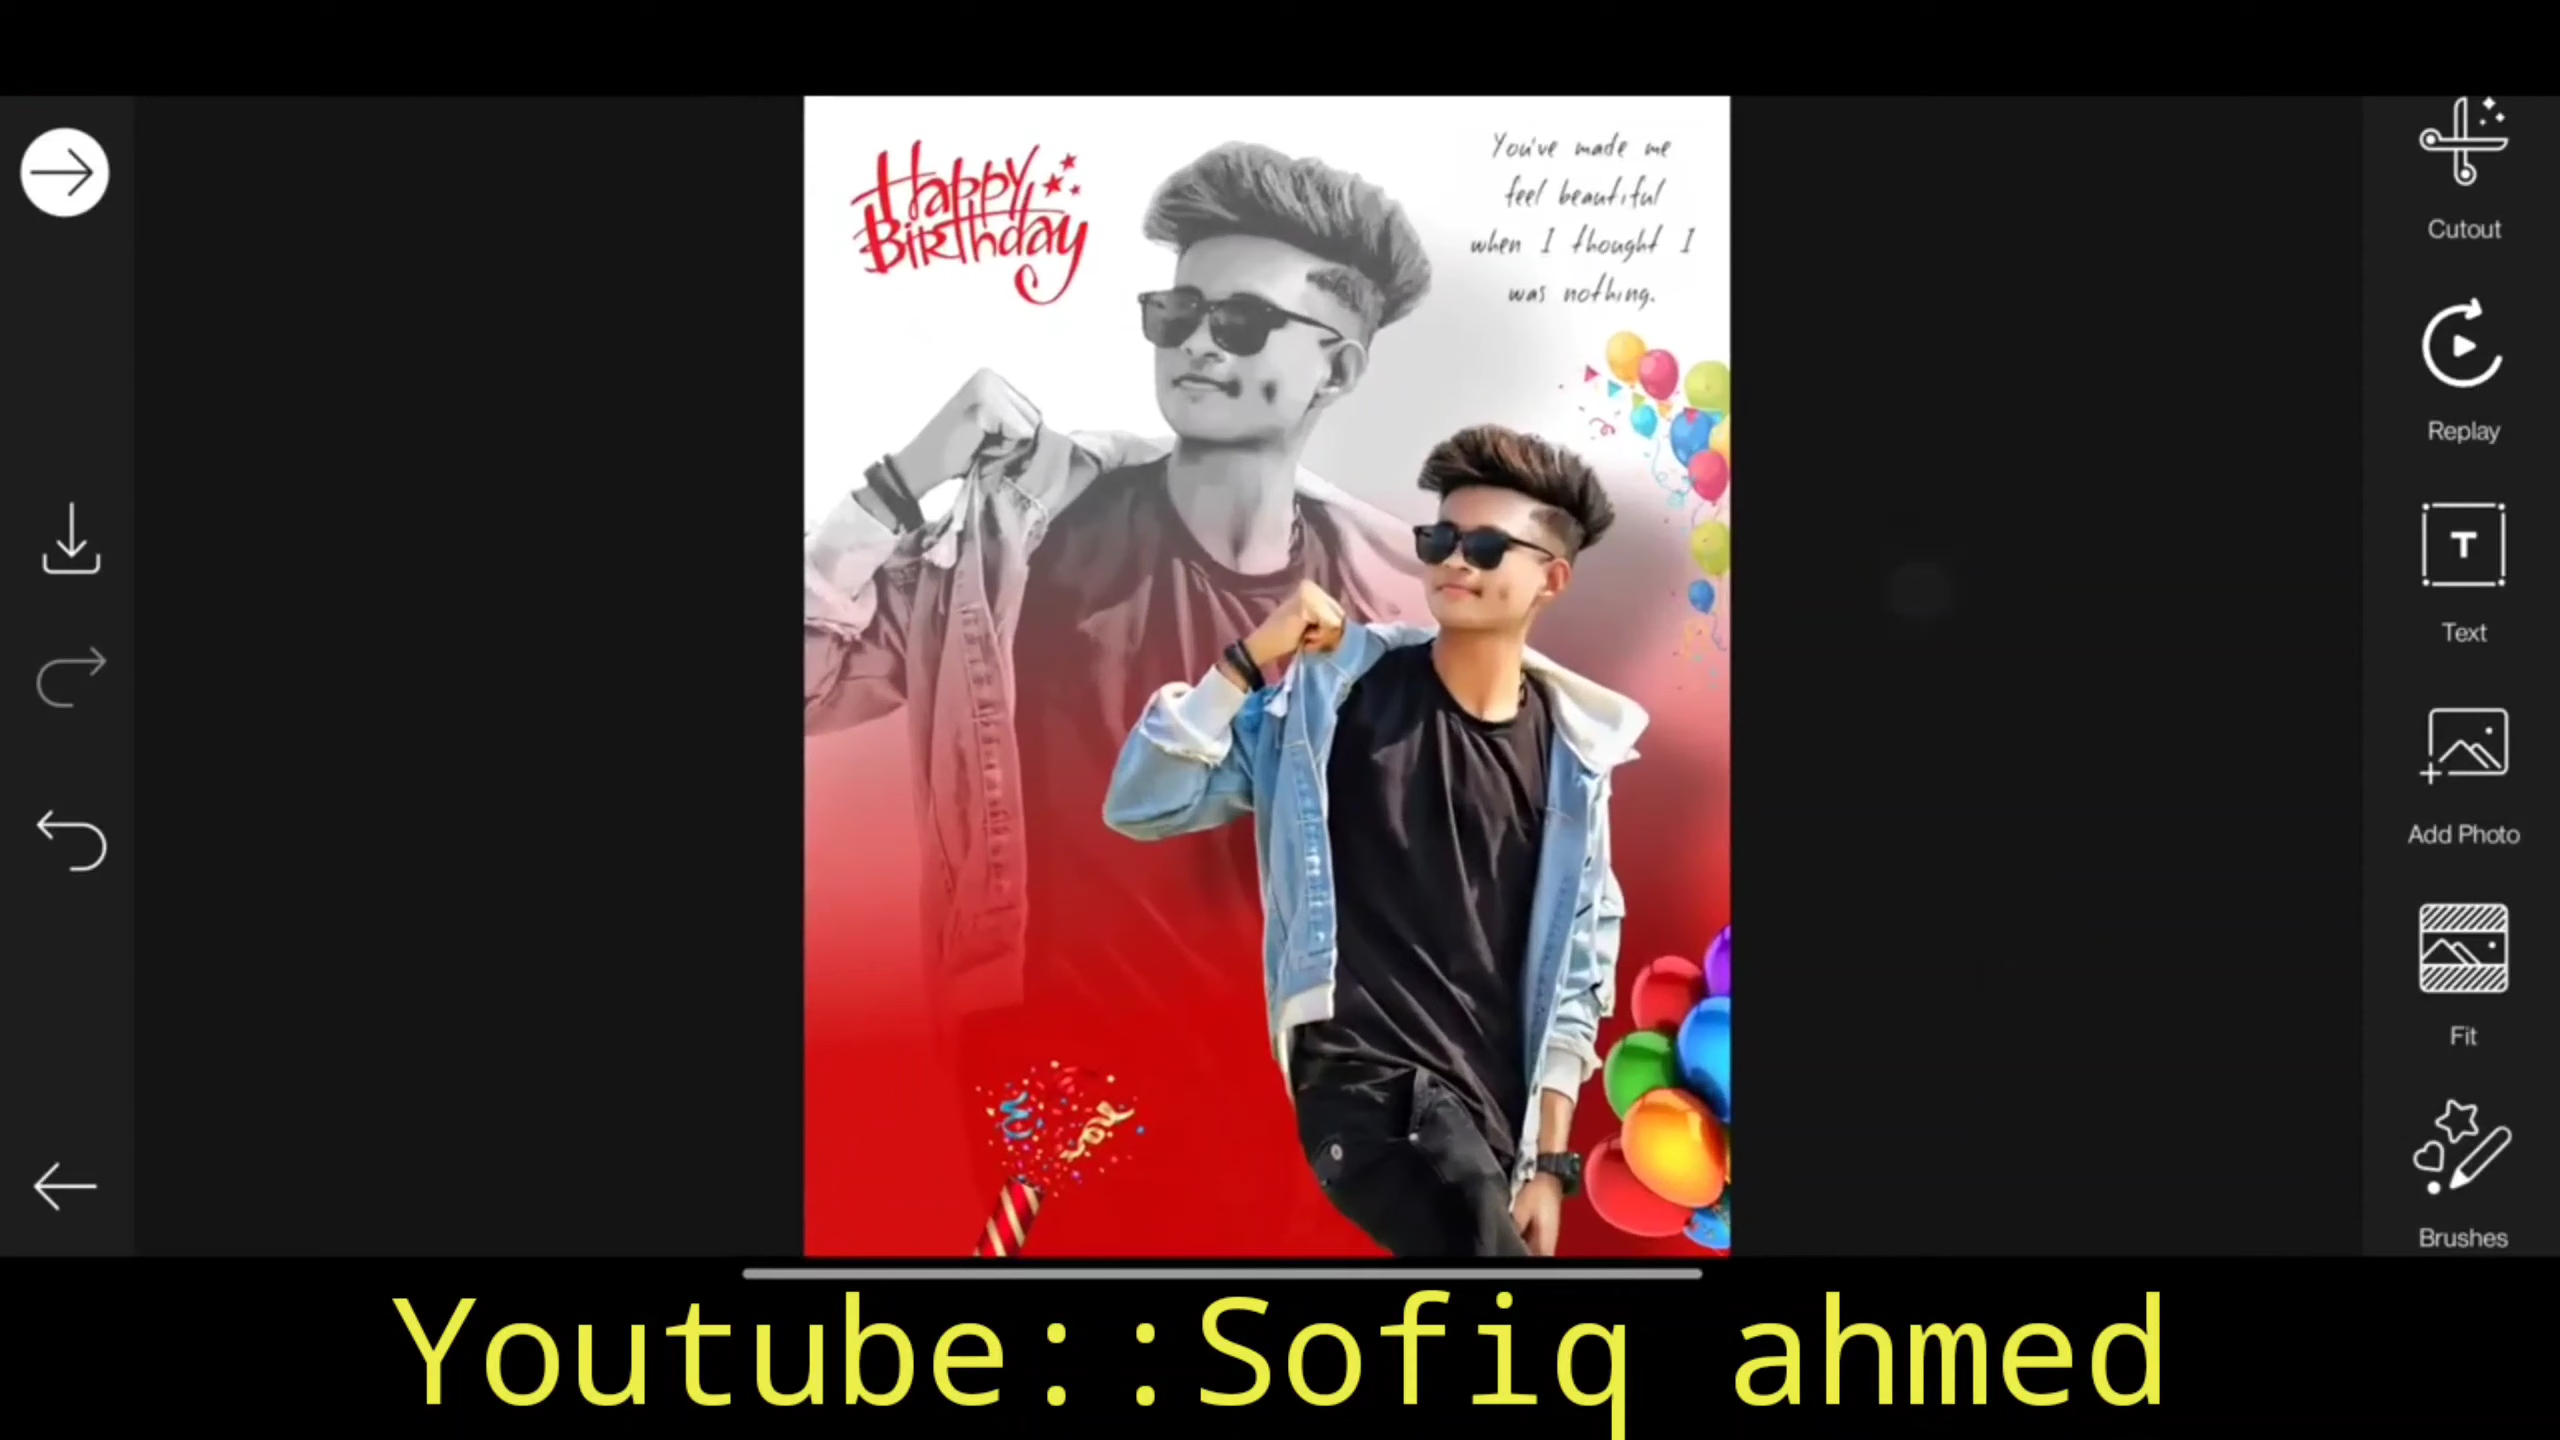 Happy
Birthday
You've made me
feel beautiful
when I thought I
was nothing.
Cutout
Replay
T
Text
Add Photo
Fit
Brushes
Youtube::Sofiq ahmed